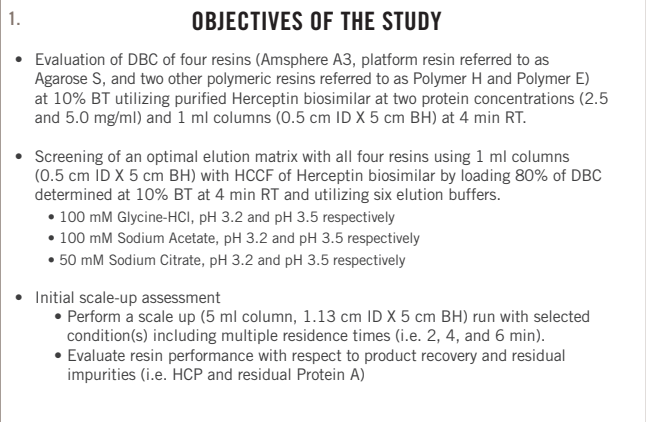 1.
OBJECTIVES OF THE STUDY
• Evaluation of DBC of four resins (Amsphere A3, platform resin referred to as
Agarose S, and two other polymeric resins referred to as Polymer H and Polymer E)
at 10% BT utilizing purified Herceptin biosimilar at two protein concentrations (2.5
and 5.0 mg/ml) and 1 ml columns (0.5 cm ID X 5 cm BH) at 4 min RT.
• Screening of an optimal elution matrix with all four resins using 1 ml columns
(0.5 cm ID X 5 cm BH) with HCCF of Herceptin biosimilar by loading 80% of DBC
determined at 10% BT at 4 min RT and utilizing six elution buffers.
• 100 mM Glycine-HCl, pH 3.2 and pH 3.5 respectively
• 100 mM Sodium Acetate, pH 3.2 and pH 3.5 respectively
• 50 mM Sodium Citrate, pH 3.2 and pH 3.5 respectively
• Initial scale-up assessment
• Perform a scale up (5 ml column, 1.13 cm ID X 5 cm BH) run with selected
condition(s) including multiple residence times (i.e. 2, 4, and 6 min).
• Evaluate resin performance with respect to product recovery and residual
impurities (i.e. HCP and residual Protein A)